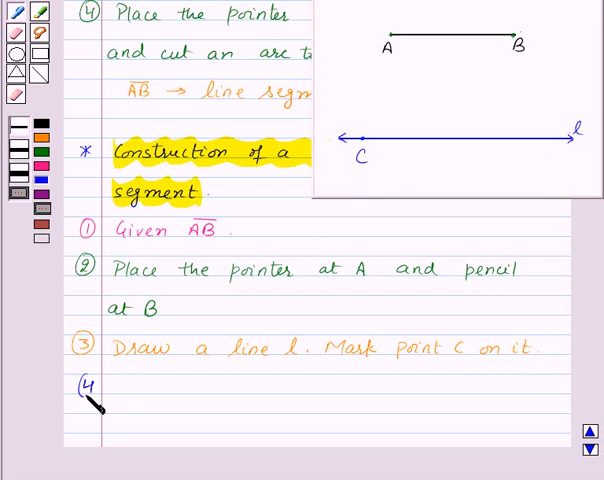 ④ Place the pointer
and cut an arc
AB → line
* Construction of a
segment.
① Given AB.
② Place the pointer at A and pencil
at B
③ Draw a line l. Mark point C on it.
(4
A B
l
C